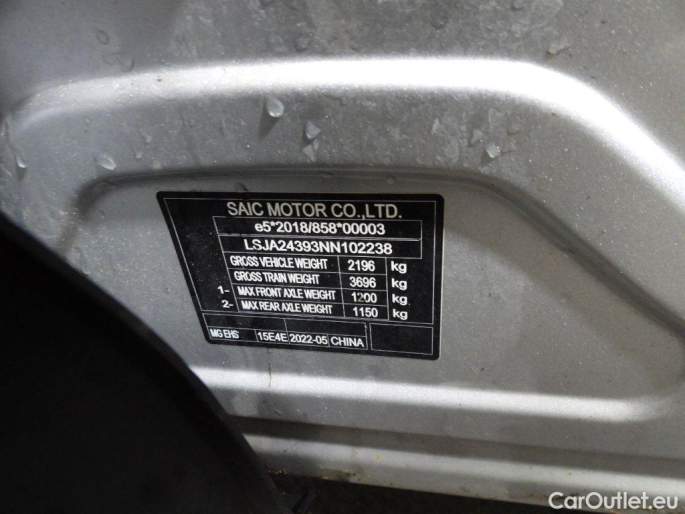 SAIC MOTOR CO.,LTD.
e5*2018/858*00003
LSJA24393NN102238
GROSS VEHICLE WEIGHT 2196 kg
GROSS TRAIN WEIGHT 3696 kg
1- MAX FRONT AXLE WEIGHT 1200 kg
2- MAX REAR AXLE WEIGHT 1150 kg
MG EHS 15E4E 2022-05 CHINA
CarOutlet.eu